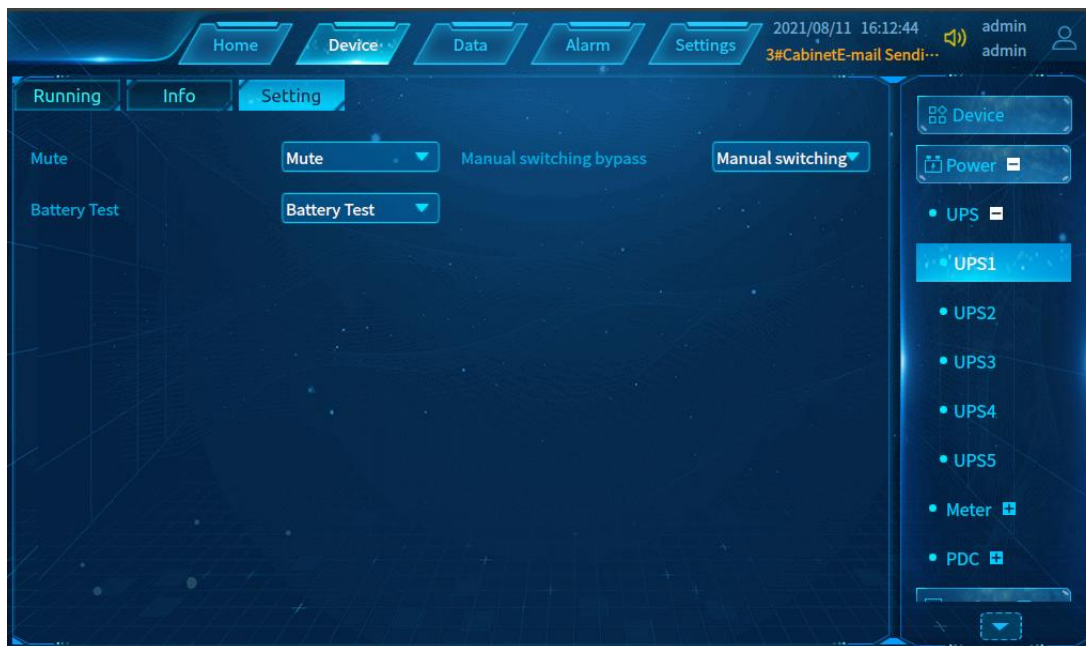 Home Device Data Alarm Settings
2021/08/11 16:12:44
3#CabinetE-mail Sendi...
admin
admin
Running Info Setting
Mute Mute Manual switching bypass Manual switching
Battery Test Battery Test
Device
Power
UPS
UPS1
UPS2
UPS3
UPS4
UPS5
Meter
PDC